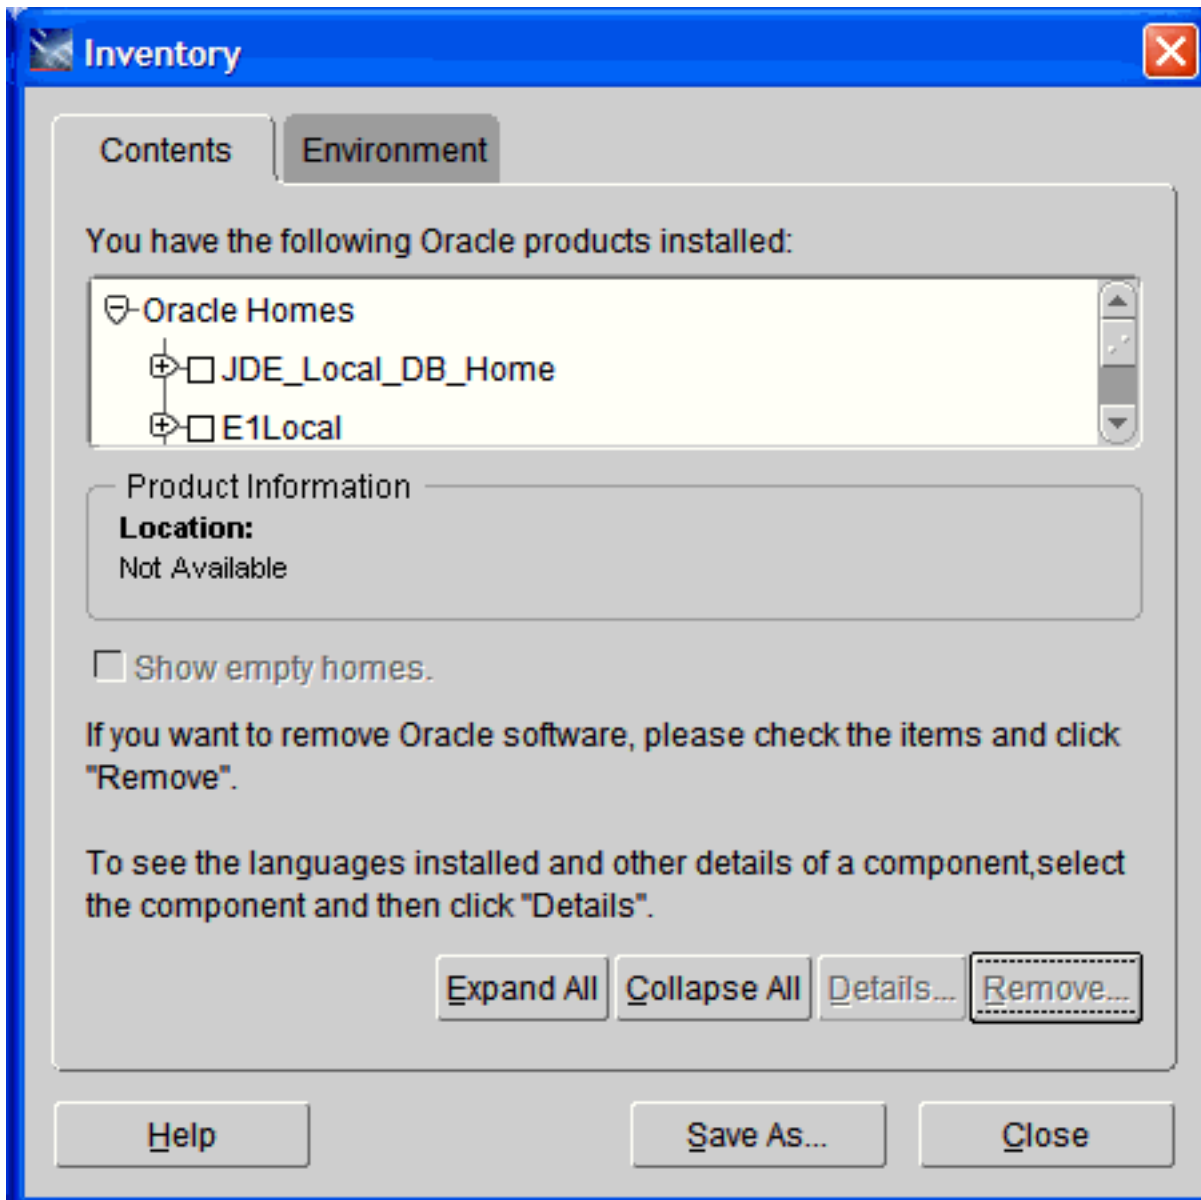 Inventory
Contents Environment
You have the following Oracle products installed:
Oracle Homes
JDE_Local_DB_Home
E1Local
Product Information
Location:
Not Available
Show empty homes.
If you want to remove Oracle software, please check the items and click
"Remove".
To see the languages installed and other details of a component,select
the component and then click "Details".
Expand All Collapse All Details... Remove...
Help Save As... Close